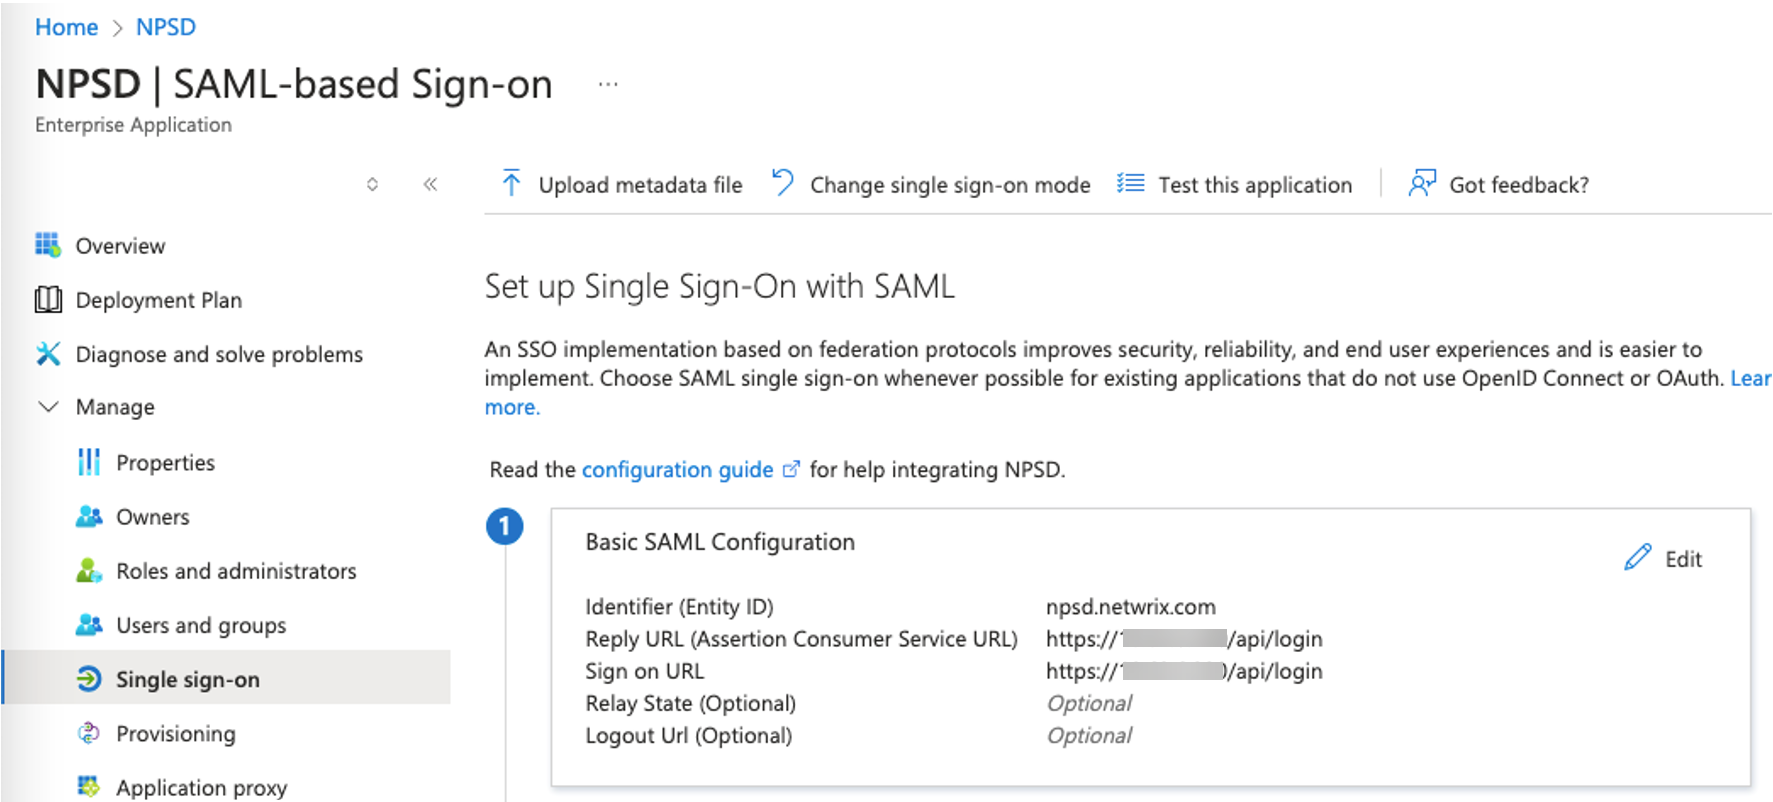 Home > NPSD
NPSD | SAML-based Sign-on ...
Enterprise Application
Upload metadata file Change single sign-on mode Test this application Got feedback?
Overview
Deployment Plan
Diagnose and solve problems
Manage
Properties
Owners
Roles and administrators
Users and groups
Single sign-on
Provisioning
Application proxy
Set up Single Sign-On with SAML
An SSO implementation based on federation protocols improves security, reliability, and end user experiences and is easier to
implement. Choose SAML single sign-on whenever possible for existing applications that do not use OpenID Connect or OAuth. Lear
more.
Read the configuration guide for help integrating NPSD.
1
Basic SAML Configuration
Edit
Identifier (Entity ID) npsd.netwrix.com
Reply URL (Assertion Consumer Service URL) https:// /api/login
Sign on URL https:// /api/login
Relay State (Optional) Optional
Logout Url (Optional) Optional